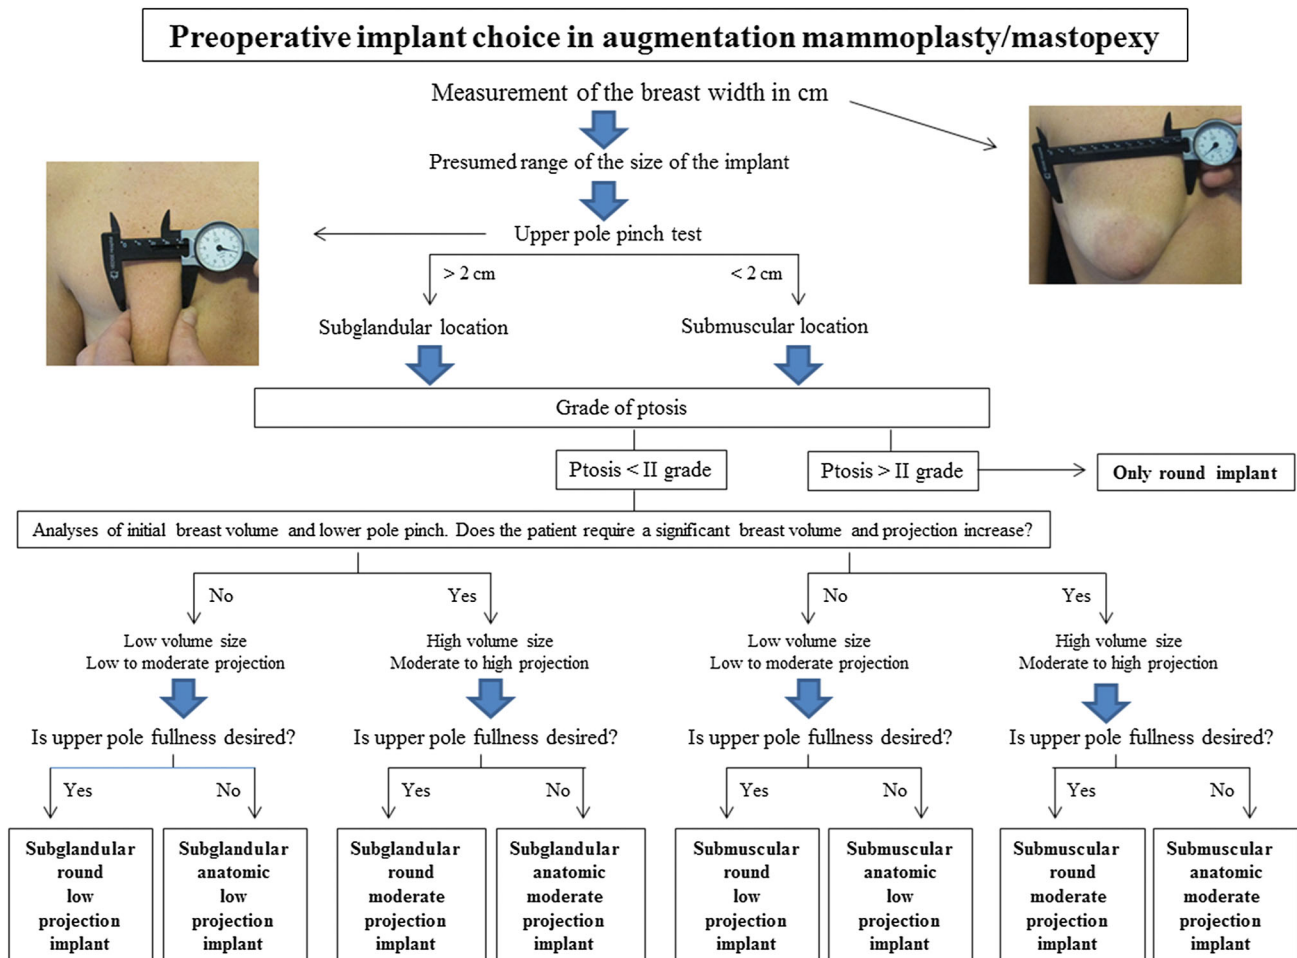 Preoperative implant choice in augmentation mammoplasty/mastopexy
Measurement of the breast width in cm
Presumed range of the size of the implant
Upper pole pinch test
> 2 cm
< 2 cm
Subglandular location
Submuscular location
Grade of ptosis
Ptosis < II grade
Ptosis > II grade
Only round implant
Analyses of initial breast volume and lower pole pinch. Does the patient require a significant breast volume and projection increase?
No
Yes
No
Yes
Low volume size
Low to moderate projection
High volume size
Moderate to high projection
Low volume size
Low to moderate projection
High volume size
Moderate to high projection
Is upper pole fullness desired?
Is upper pole fullness desired?
Is upper pole fullness desired?
Is upper pole fullness desired?
Yes
No
Yes
No
Yes
No
Yes
No
Subglandular
round
low
projection
implant
Subglandular
anatomic
low
projection
implant
Subglandular
round
moderate
projection
implant
Subglandular
anatomic
moderate
projection
implant
Submuscular
round
low
projection
implant
Submuscular
anatomic
low
projection
implant
Submuscular
round
moderate
projection
implant
Submuscular
anatomic
moderate
projection
implant